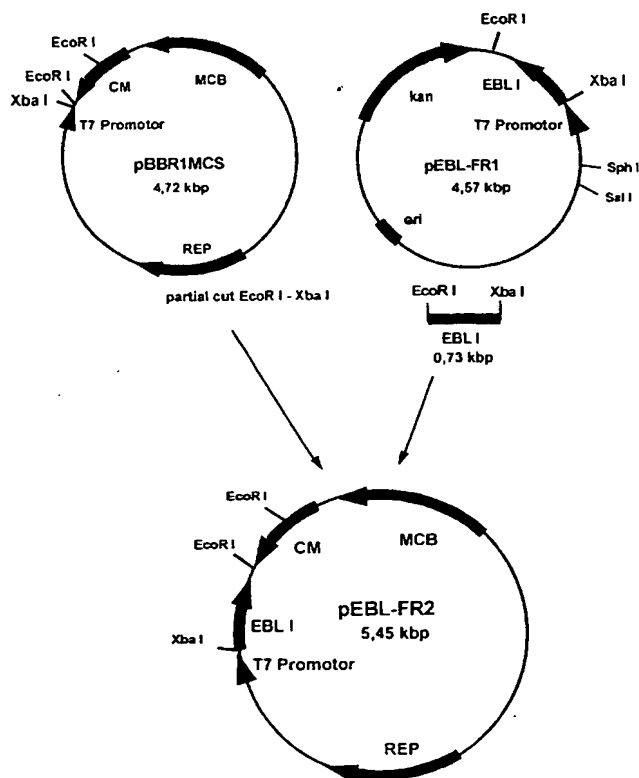 EcoR I
EcoR I
Xba I
CM
MCB
T7 Promotor
pBBR1MCS
4,72 kbp
REP
partial cut EcoR I - Xba I
EcoR I
kan
EBL I
Xba I
T7 Promotor
pEBL-FR1
4,57 kbp
Sph I
Sal I
ori
EcoR I
Xba I
EBL I
0,73 kbp
EcoR I
EcoR I
CM
MCB
EBL I
Xba I
T7 Promotor
pEBL-FR2
5,45 kbp
REP